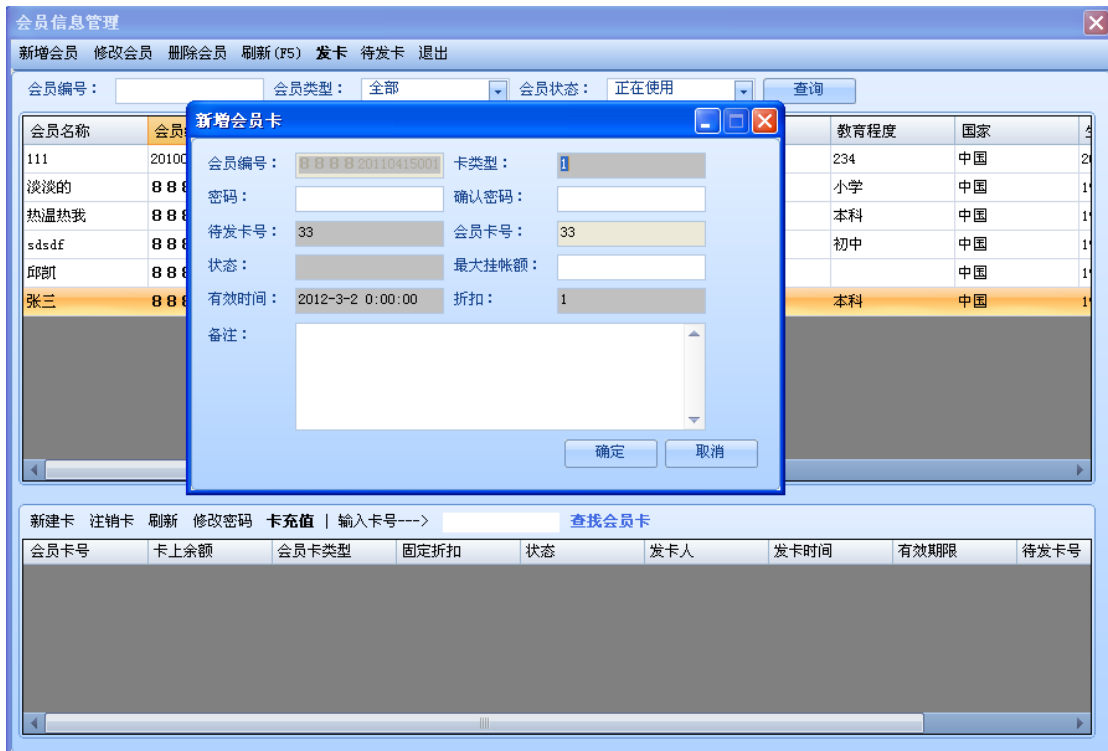 会员信息管理
新增会员 修改会员 删除会员 刷新(F5) 发卡 待发卡 退出
会员编号： 会员类型： 全部 会员状态： 正在使用 查询
会员名称 会员 教育程度 国家
111 20100 234 中国
淡淡的 888 小学 中国
热温热我 888 本科 中国
sdsdf 888 初中 中国
邱凯 888 中国
张三 888 本科 中国
新增会员卡
会员编号： 888820110415001 卡类型： 1
密码： 确认密码：
待发卡号： 33 会员卡号： 33
状态： 最大挂帐额：
有效时间： 2012-3-2 0:00:00 折扣： 1
备注：
确定 取消
新建卡 注销卡 刷新 修改密码 卡充值 | 输入卡号---> 查找会员卡
会员卡号 卡上余额 会员卡类型 固定折扣 状态 发卡人 发卡时间 有效期限 待发卡号